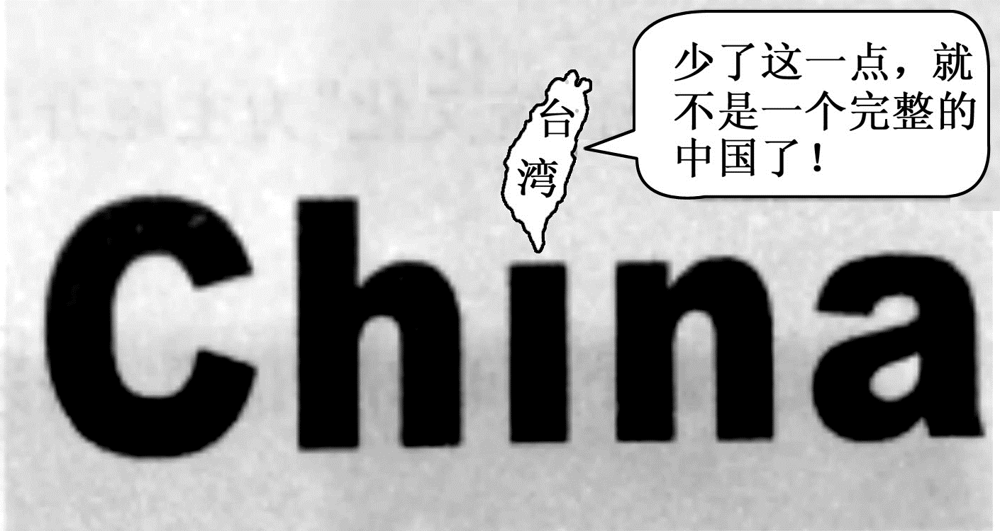 少了这一点，就
不是一个完整的
中国了！
台
湾
China